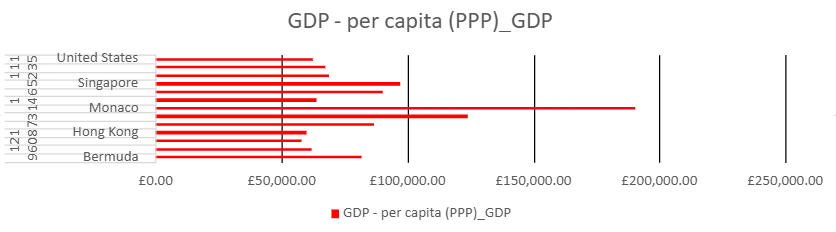 GDP - per capita (PPP)_GDP
United States
Singapore
Monaco
Hong Kong
Bermuda
£0.00
£50,000.00
£100,000.00
£150,000.00
£200,000.00
£250,000.00
GDP - per capita (PPP)_GDP